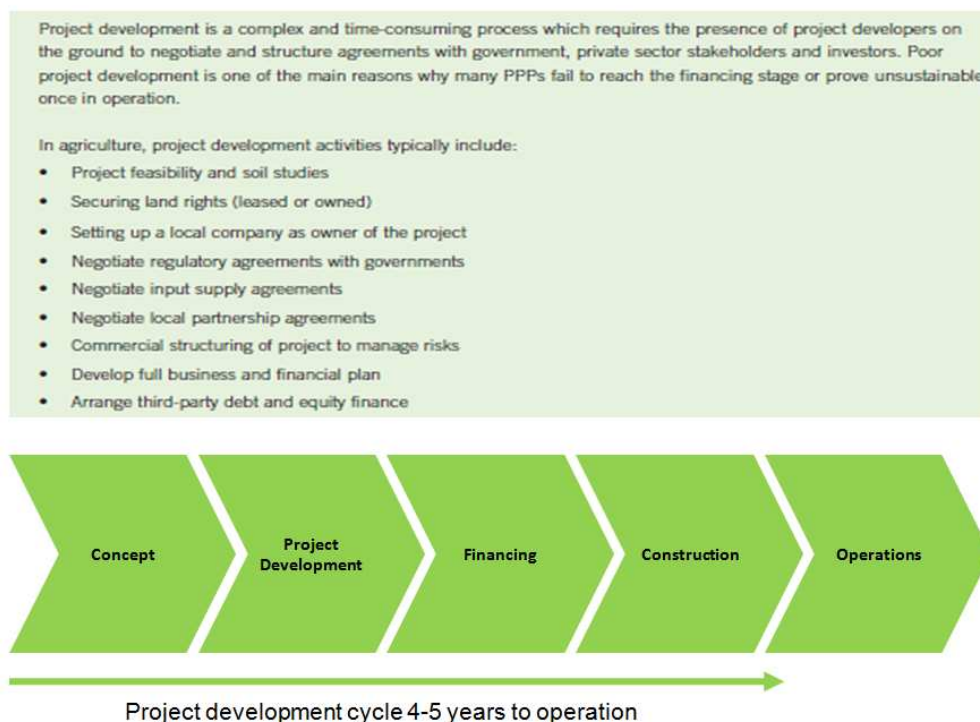 Project development is a complex and time-consuming process which requires the presence of project developers on
the ground to negotiate and structure agreements with government, private sector stakeholders and investors. Poor
project development is one of the main reasons why many PPPs fail to reach the financing stage or prove unsustainable
once in operation.
In agriculture, project development activities typically include:
• Project feasibility and soil studies
• Securing land rights (leased or owned)
• Setting up a local company as owner of the project
• Negotiate regulatory agreements with governments
• Negotiate input supply agreements
• Negotiate local partnership agreements
• Commercial structuring of project to manage risks
• Develop full business and financial plan
• Arrange third-party debt and equity finance
Concept
Project
Development
Financing
Construction
Operations
Project development cycle 4-5 years to operation